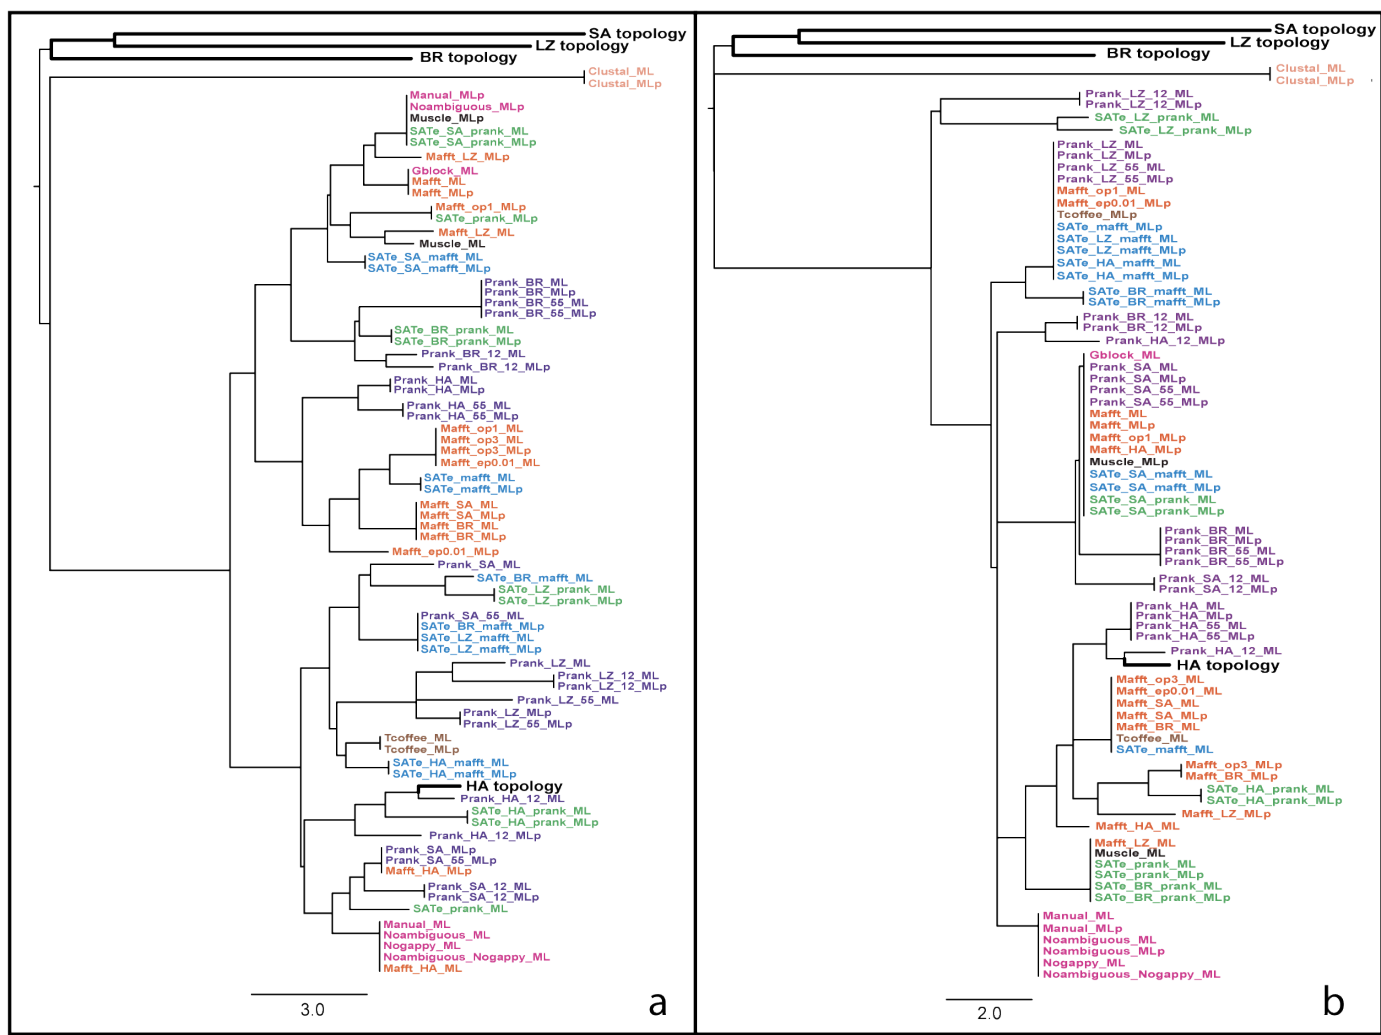 SA topology
LZ topology
BR topology
Clustal_ML
Clustal_MLp
Manual_MLp
Noambiguous_MLp
Muscle_MLp
SATe_SA_prank_ML
SATe_SA_prank_MLp
Mafft_LZ_MLp
Gblock_ML
Mafft_ML
Mafft_MLp
Mafft_op1_MLp
SATe_prank_MLp
Mafft_LZ_ML
Muscle_ML
SATe_SA_mafft_ML
SATe_SA_mafft_MLp
Prank_BR_ML
Prank_BR_MLp
Prank_BR_55_ML
Prank_BR_55_MLp
SATe_BR_prank_ML
SATe_BR_prank_MLp
Prank_BR_12_ML
Prank_BR_12_MLp
Prank_HA_ML
Prank_HA_MLp
Prank_HA_55_ML
Prank_HA_55_MLp
Mafft_op1_ML
Mafft_op3_ML
Mafft_op3_MLp
Mafft_ep0.01_ML
SATe_mafft_ML
SATe_mafft_MLp
Mafft_SA_ML
Mafft_SA_MLp
Mafft_BR_ML
Mafft_BR_MLp
Mafft_ep0.01_MLp
Prank_SA_ML
SATe_BR_mafft_ML
SATe_LZ_prank_ML
SATe_LZ_prank_MLp
Prank_SA_55_ML
SATe_BR_mafft_MLp
SATe_LZ_mafft_ML
SATe_LZ_mafft_MLp
Prank_LZ_ML
Prank_LZ_12_ML
Prank_LZ_12_MLp
Prank_LZ_55_ML
Prank_LZ_MLp
Prank_LZ_55_MLp
Tcoffee_ML
Tcoffee_MLp
SATe_HA_mafft_ML
SATe_HA_mafft_MLp
HA topology
Prank_HA_12_ML
SATe_HA_prank_ML
SATe_HA_prank_MLp
Prank_HA_12_MLp
Prank_SA_MLp
Prank_SA_55_MLp
Mafft_HA_MLp
Prank_SA_12_ML
Prank_SA_12_MLp
SATe_prank_ML
Manual_ML
Noambiguous_ML
Nogappy_ML
Noambiguous_Nogappy_ML
Mafft_HA_ML
3.0
a
SA topology
LZ topology
BR topology
Clustal_ML
Clustal_MLp
Prank_LZ_12_ML
Prank_LZ_12_MLp
SATe_LZ_prank_ML
SATe_LZ_prank_MLp
Prank_LZ_ML
Prank_LZ_MLp
Prank_LZ_55_ML
Prank_LZ_55_MLp
Mafft_op1_ML
Mafft_ep0.01_MLp
Tcoffee_MLp
SATe_mafft_MLp
SATe_LZ_mafft_ML
SATe_LZ_mafft_MLp
SATe_HA_mafft_ML
SATe_HA_mafft_MLp
SATe_BR_mafft_ML
SATe_BR_mafft_MLp
Prank_BR_12_ML
Prank_BR_12_MLp
Prank_HA_12_MLp
Gblock_ML
Prank_SA_ML
Prank_SA_MLp
Prank_SA_55_ML
Prank_SA_55_MLp
Mafft_ML
Mafft_MLp
Mafft_op1_MLp
Mafft_HA_MLp
Muscle_MLp
SATe_SA_mafft_ML
SATe_SA_mafft_MLp
SATe_SA_prank_ML
SATe_SA_prank_MLp
Prank_BR_ML
Prank_BR_MLp
Prank_BR_55_ML
Prank_BR_55_MLp
Prank_SA_12_ML
Prank_SA_12_MLp
Prank_HA_ML
Prank_HA_MLp
Prank_HA_55_ML
Prank_HA_55_MLp
Prank_HA_12_ML
HA topology
Mafft_op3_ML
Mafft_ep0.01_ML
Mafft_SA_ML
Mafft_SA_MLp
Mafft_BR_ML
Tcoffee_ML
SATe_mafft_ML
Mafft_op3_MLp
Mafft_BR_MLp
SATe_HA_prank_ML
SATe_HA_prank_MLp
Mafft_LZ_MLp
Mafft_HA_ML
Mafft_LZ_ML
Muscle_ML
SATe_prank_ML
SATe_prank_MLp
SATe_BR_prank_ML
SATe_BR_prank_MLp
Manual_ML
Manual_MLp
Noambiguous_ML
Noambiguous_MLp
Nogappy_ML
Noambiguous_Nogappy_ML
2.0
b